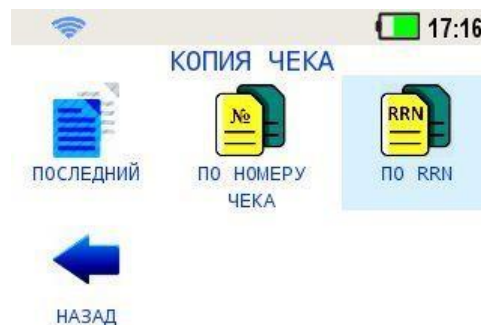 17:16
КОПИЯ ЧЕКА
№
RRN
ПОСЛЕДНИЙ
ПО НОМЕРУ
ЧЕКА
ПО RRN
НАЗАД